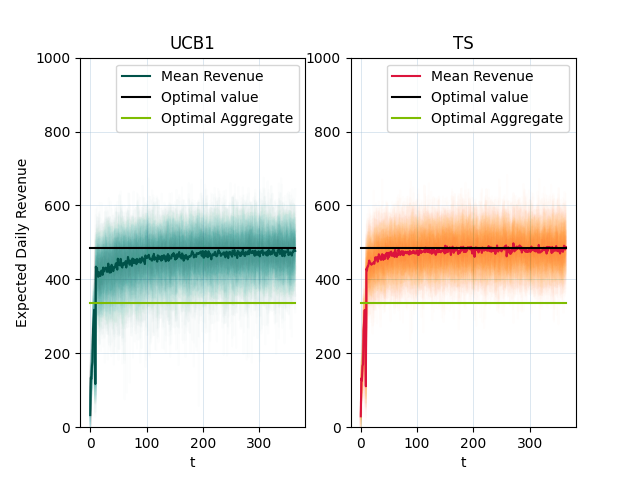 UCB1
TS
1000
800
600
400
200
0
Expected Daily Revenue
Mean Revenue
Optimal value
Optimal Aggregate
0 100 200 300
t
1000
800
600
400
200
0
Mean Revenue
Optimal value
Optimal Aggregate
0 100 200 300
t